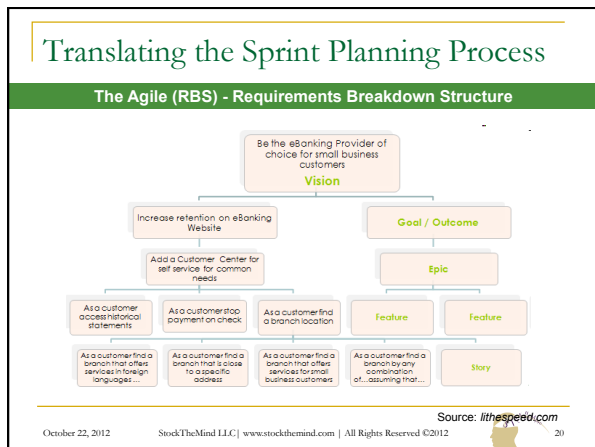 Translating the Sprint Planning Process
The Agile (RBS) - Requirements Breakdown Structure
Be the eBanking Provider of
choice for small business
customers
Vision
Increase retention on eBanking
Website
Goal / Outcome
Add a Customer Center for
self service for common
needs
Epic
As a customer
access historical
statements
As a customer stop
payment on check
As a customer find
a branch location
Feature
Feature
As a customer find a
branch that offers
services in foreign
languages …
As a customer find a
branch that is close to
a specific
address
As a customer find a
branch that offers
services for small
business customers
As a customer find a
branch by any
combination
of…assuming that…
Story
Source: lithespeed.com
October 22, 2012
StockTheMind LLC| www.stockthemind.com | All Rights Reserved ©2012
20